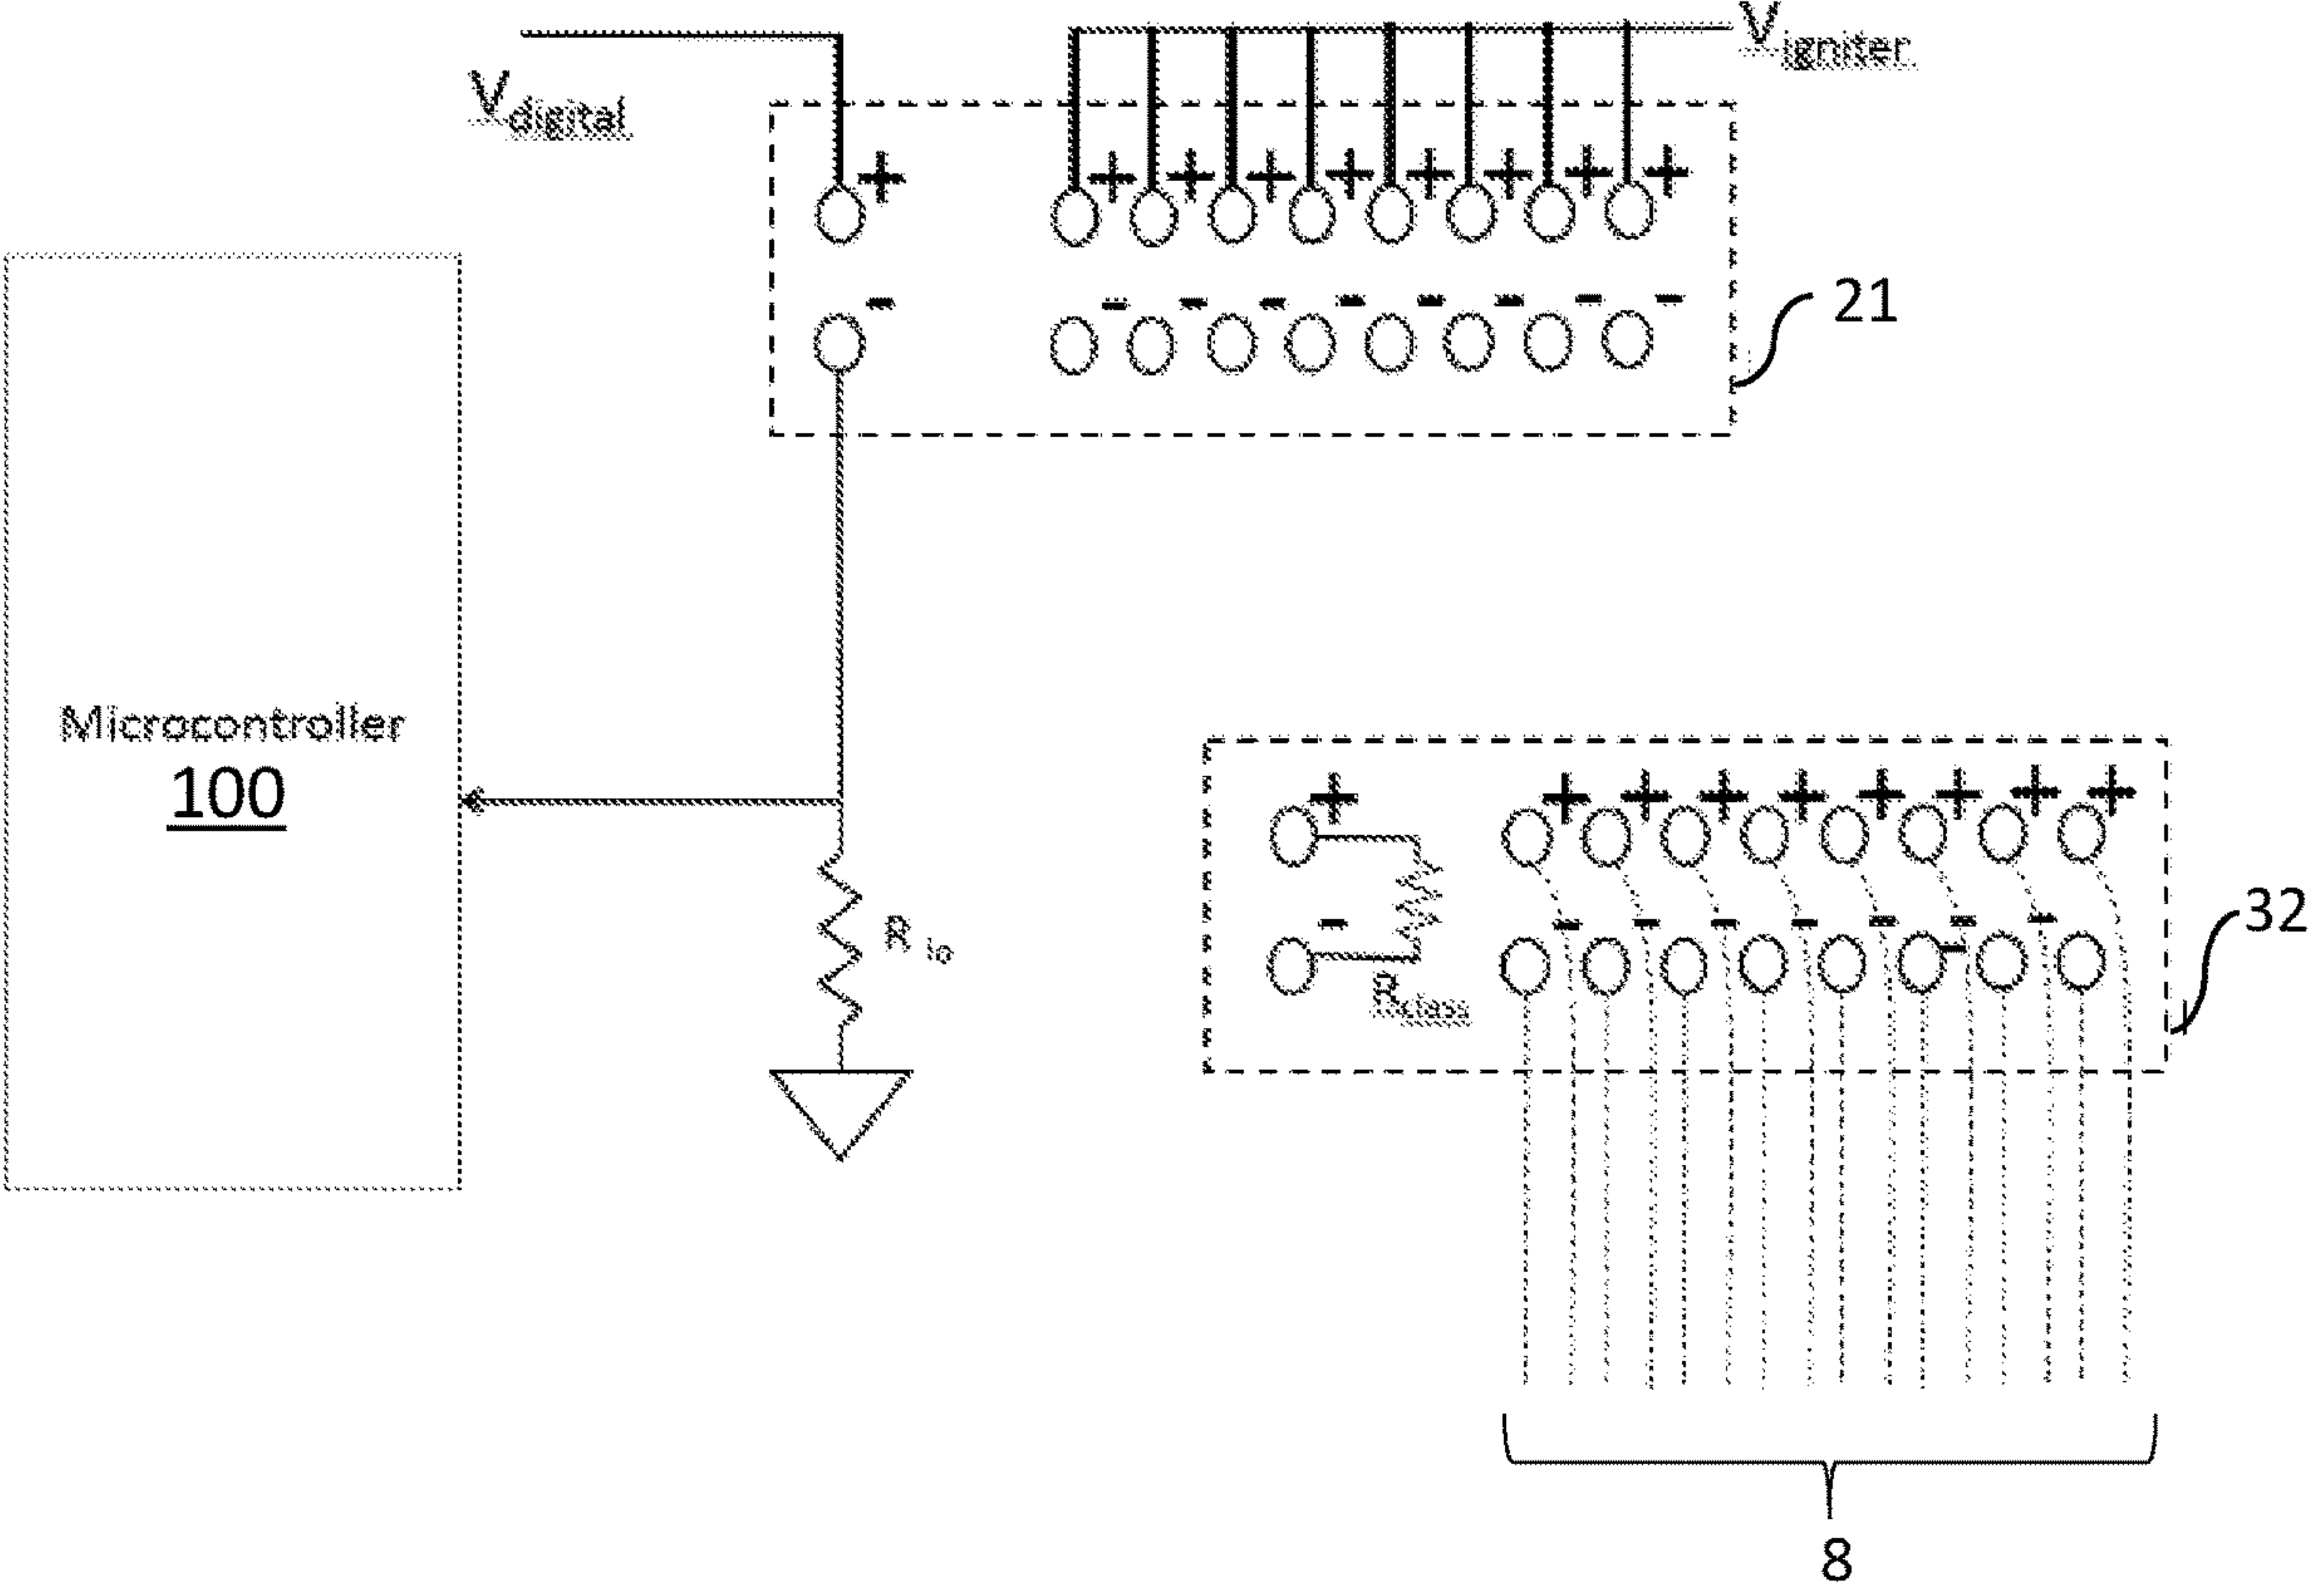 Vdigital
Vigniter
+ + + + + + + + +
- - - - - - - - -
21
Microcontroller
100
+ + + + + + + + +
- - - - - - - -
-
32
R io
Rclass
8